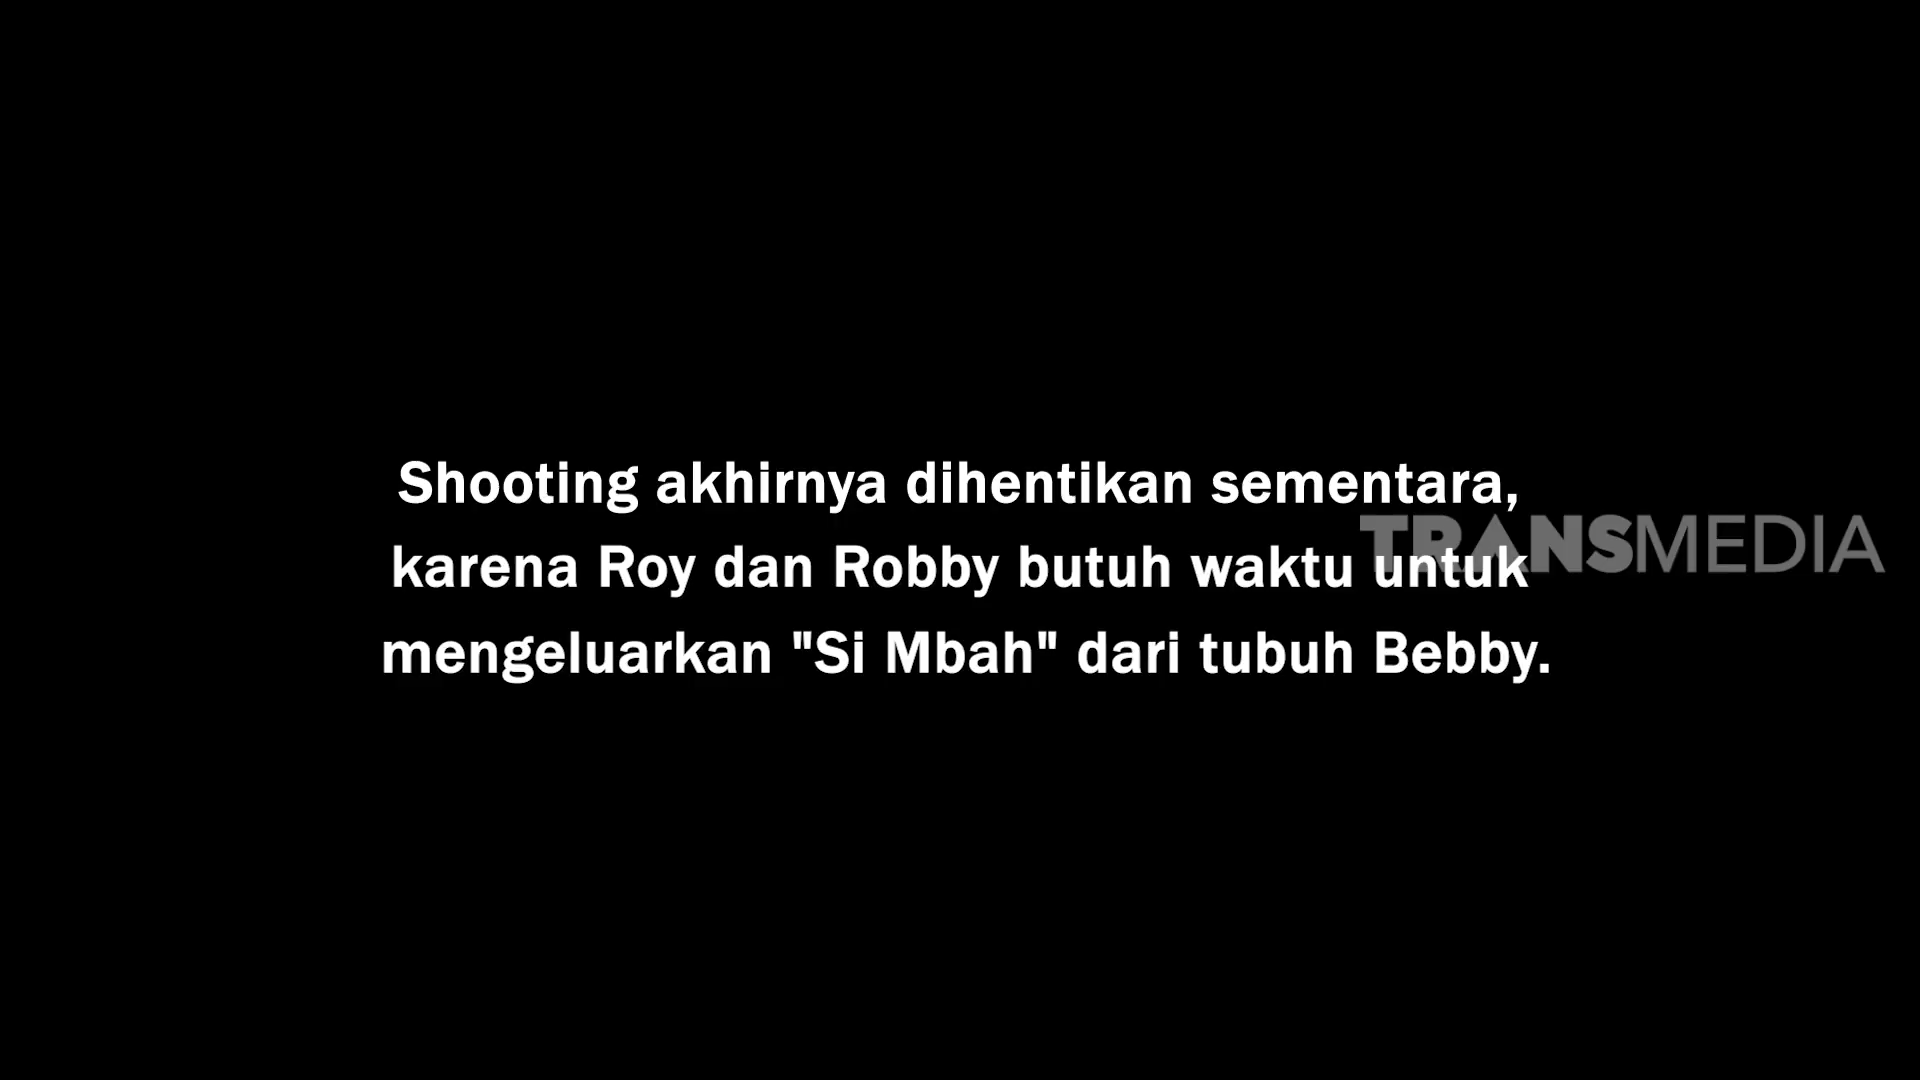 Shooting akhirnya dihentikan sementara,
TRANSMEDIA
karena Roy dan Robby butuh waktu untuk
mengeluarkan "Si Mbah" dari tubuh Bebby.